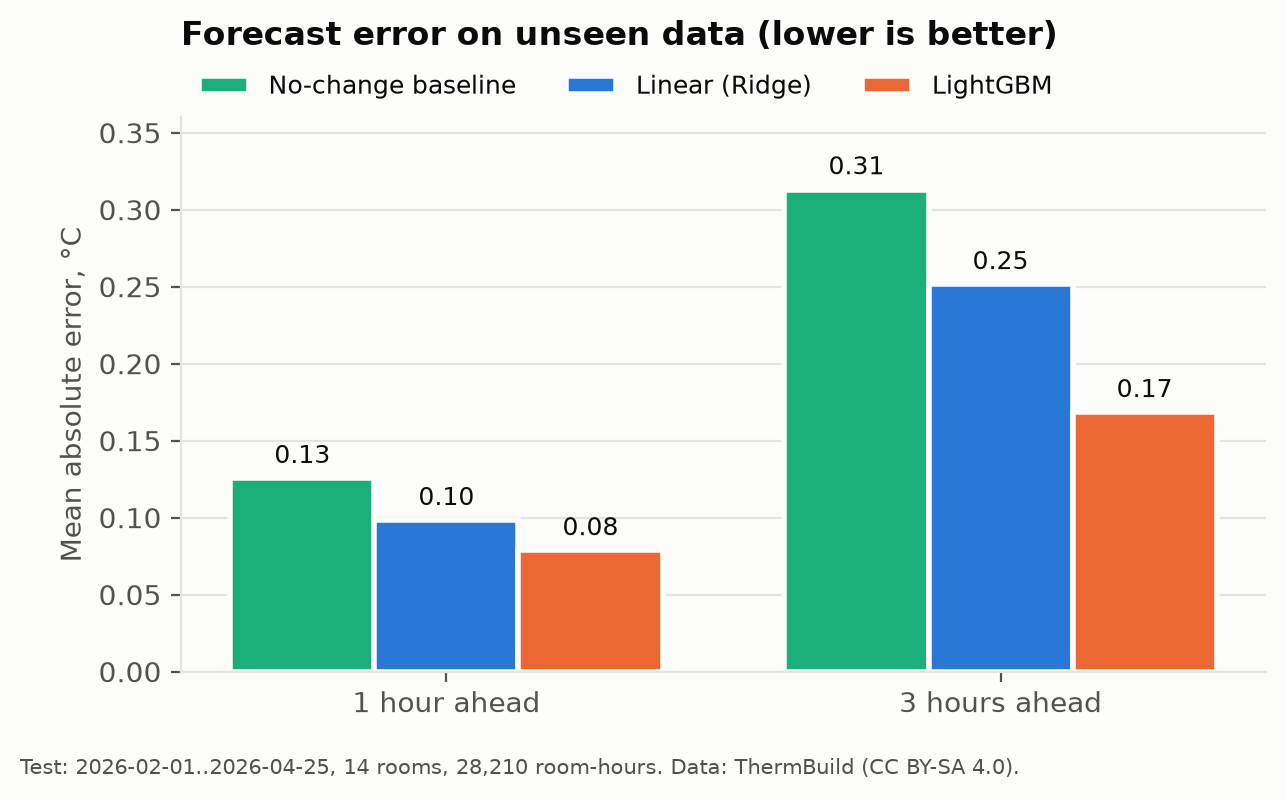 Forecast error on unseen data (lower is better)
No-change baseline Linear (Ridge) LightGBM
Mean absolute error, °C
0.35
0.30
0.25
0.20
0.15
0.10
0.05
0.00
0.13
0.10
0.08
0.31
0.25
0.17
1 hour ahead 3 hours ahead
Test: 2026-02-01..2026-04-25, 14 rooms, 28,210 room-hours. Data: ThermBuild (CC BY-SA 4.0).